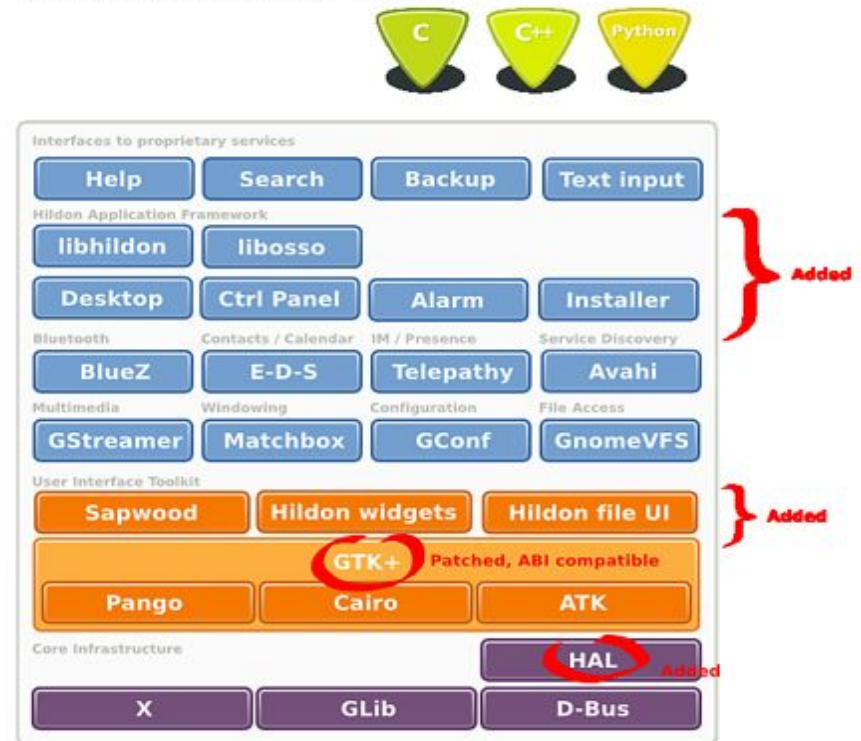 C C++ Python
Interfaces to proprietary services
Help Search Backup Text input
Hildon Application Framework
libhildon libosso
Added
Desktop Ctrl Panel Alarm Installer
Bluetooth Contacts / Calendar IM / Presence Service Discovery
BlueZ E-D-S Telepathy Avahi
Multimedia Windowing Configuration File Access
GStreamer Matchbox GConf GnomeVFS
User Interface Toolkit
Sapwood Hildon widgets Hildon file UI Added
GTK+ Patched, ABI compatible
Pango Cairo ATK
Core Infrastructure
HAL Added
X GLib D-Bus